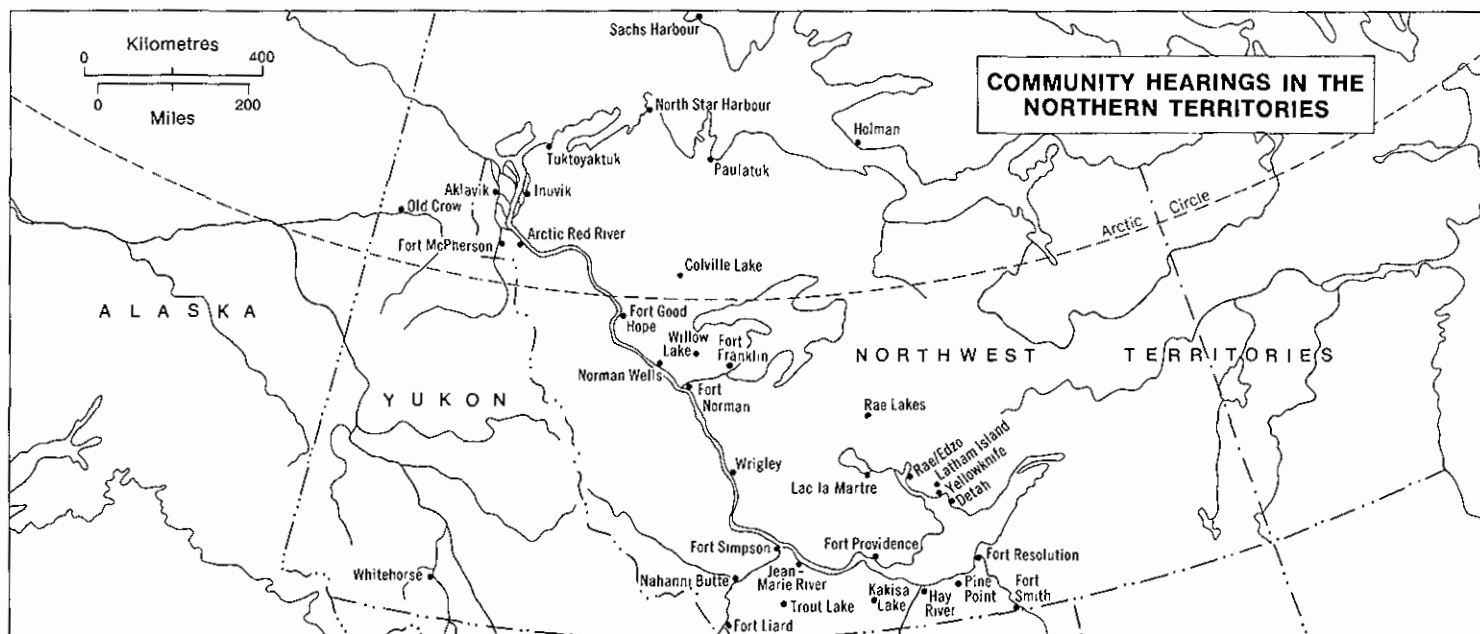 Kilometres
0 400
0 200
Miles
COMMUNITY HEARINGS IN THE
NORTHERN TERRITORIES
Sachs Harbour
North Star Harbour
Holman
Tuktoyaktuk
Paulatuk
Aklavik
Inuvik
Old Crow
Arctic Circle
Fort McPherson
Arctic Red River
Colville Lake
ALASKA
Fort Good
Hope
Willow
Lake
Fort
Franklin
NORTHWEST TERRITORIES
Norman Wells
Fort
Norman
YUKON
Rae Lakes
Wrigley
Lac la Martre
Rae/Edzo
Latham Island
Yellowknife
Detah
Fort Simpson
Fort Providence
Fort Resolution
Whitehorse
Nahanni Butte
Jean-
Marie River
Trout Lake
Kakisa
Lake
Hay
River
Pine
Point
Fort
Smith
Fort Liard